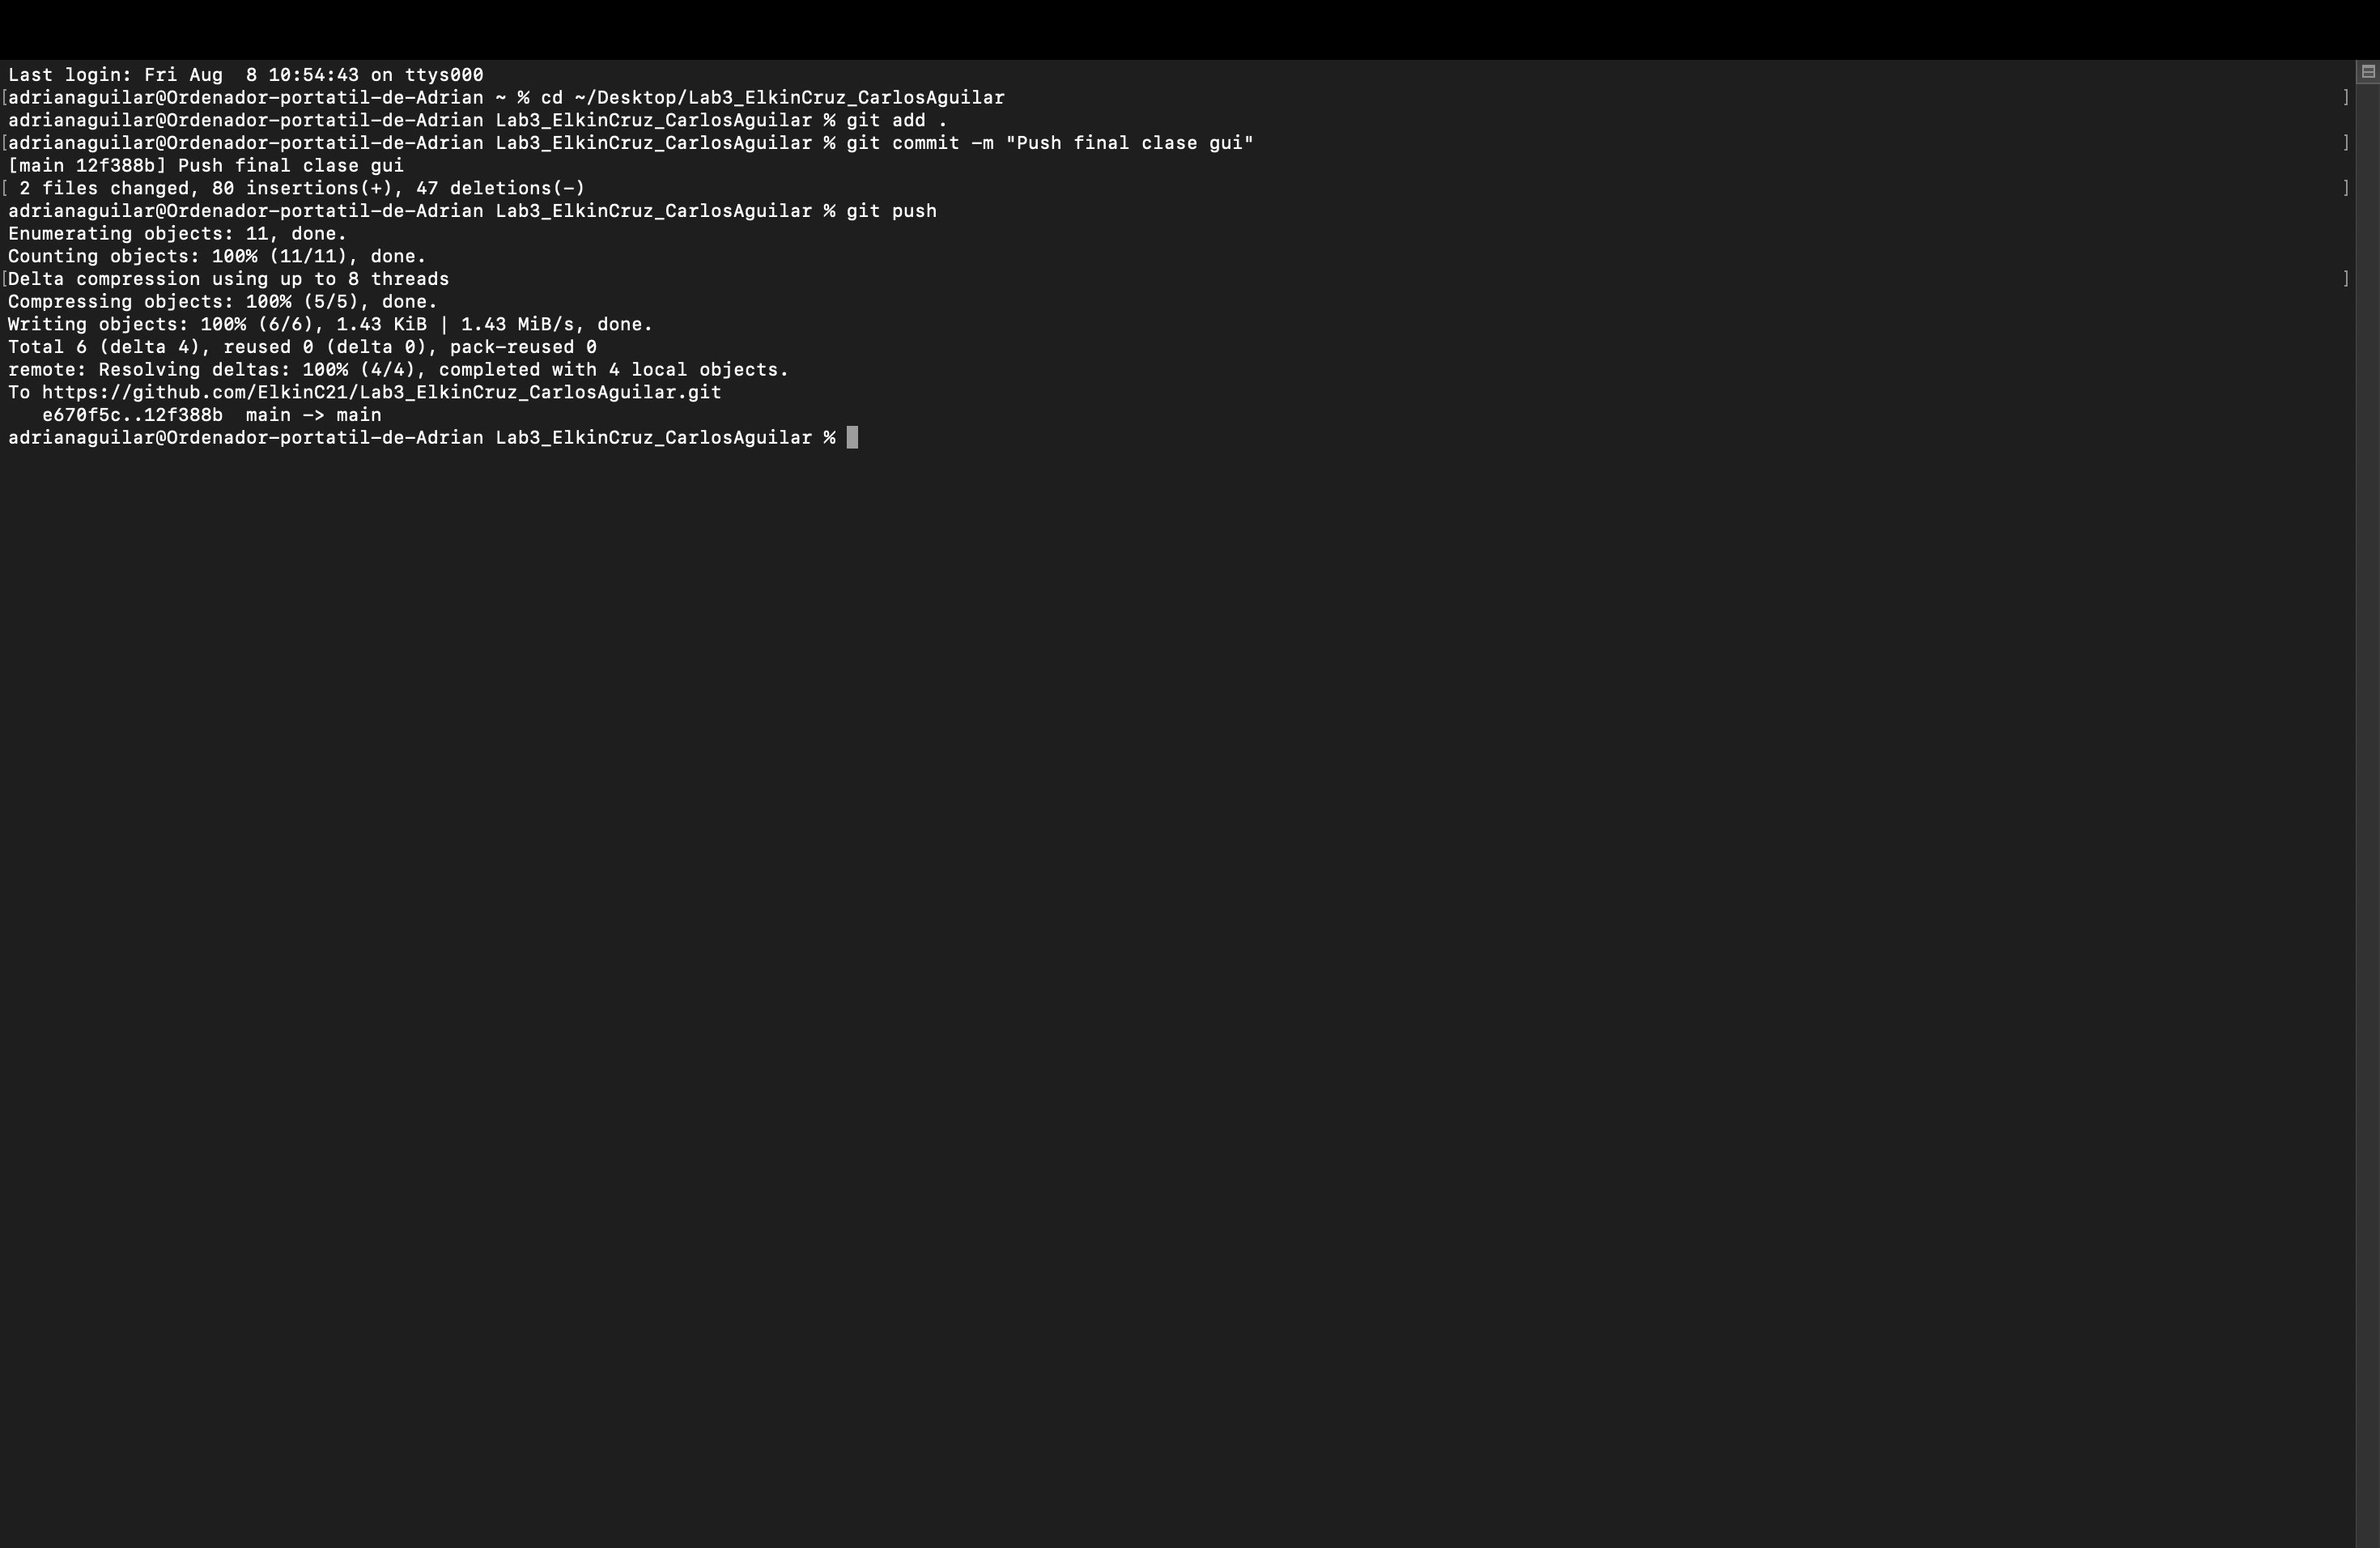 Last login: Fri Aug  8 10:54:43 on ttys000
[adrianaguilar@Ordenador-portatil-de-Adrian ~ % cd ~/Desktop/Lab3_ElkinCruz_CarlosAguilar ]
adrianaguilar@Ordenador-portatil-de-Adrian Lab3_ElkinCruz_CarlosAguilar % git add .
[adrianaguilar@Ordenador-portatil-de-Adrian Lab3_ElkinCruz_CarlosAguilar % git commit -m "Push final clase gui" ]
[main 12f388b] Push final clase gui
[ 2 files changed, 80 insertions(+), 47 deletions(-) ]
adrianaguilar@Ordenador-portatil-de-Adrian Lab3_ElkinCruz_CarlosAguilar % git push
Enumerating objects: 11, done.
Counting objects: 100% (11/11), done.
[Delta compression using up to 8 threads ]
Compressing objects: 100% (5/5), done.
Writing objects: 100% (6/6), 1.43 KiB | 1.43 MiB/s, done.
Total 6 (delta 4), reused 0 (delta 0), pack-reused 0
remote: Resolving deltas: 100% (4/4), completed with 4 local objects.
To https://github.com/ElkinC21/Lab3_ElkinCruz_CarlosAguilar.git
   e670f5c..12f388b  main -> main
adrianaguilar@Ordenador-portatil-de-Adrian Lab3_ElkinCruz_CarlosAguilar %